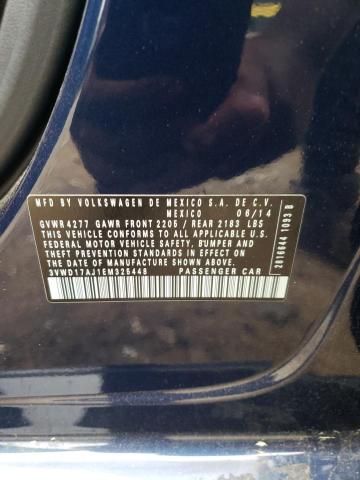 MFD BY VOLKSWAGEN DE MEXICO S.A. DE C.V.
MEXICO 06/14
GVWR 4277 GAWR FRONT 2205 / REAR 2183 LBS
THIS VEHICLE CONFORMS TO ALL APPLICABLE U.S.
FEDERAL MOTOR VEHICLE SAFETY, BUMPER AND
THEFT PREVENTION STANDARDS IN EFFECT ON
THE DATE OF MANUFACTURE SHOWN ABOVE.
3VWD17AJ1EM325448 PASSENGER CAR
2016644 1093 B